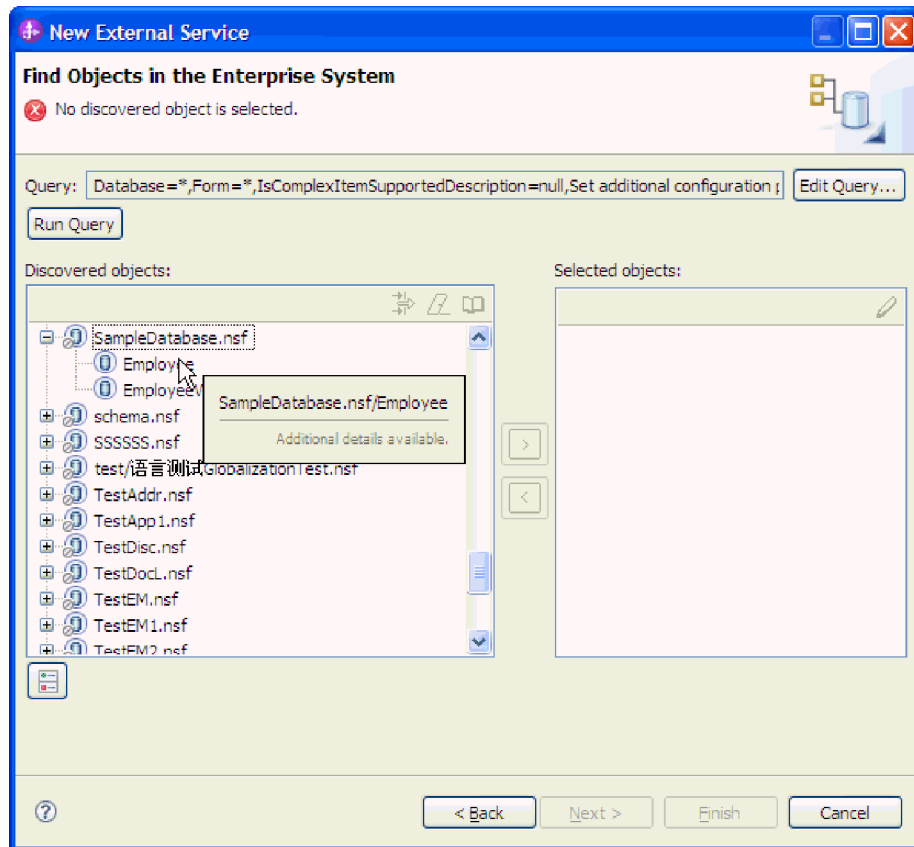 New External Service
Find Objects in the Enterprise System
No discovered object is selected.
Query: Database=*,Form=*,IsComplexItemSupportedDescription=null,Set additional configuration Edit Query...
Run Query
Discovered objects:
Selected objects:
SampleDatabase.nsf
Employee
SampleDatabase.nsf/Employee
Additional details available.
schema.nsf
SSSSSS.nsf
test/语言测试GlobalizationTest.nsf
TestAddr.nsf
TestApp1.nsf
TestDisc.nsf
TestDocL.nsf
TestEM.nsf
TestEM1.nsf
TestEM2.nsf
< Back
Next >
Finish
Cancel